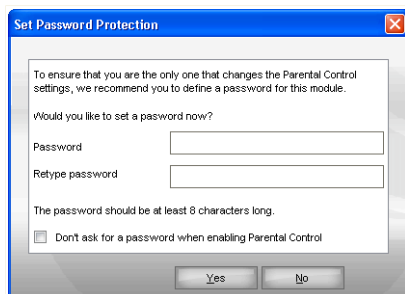 Set Password Protection
To ensure that you are the only one that changes the Parental Control
settings, we recommend you to define a password for this module.
Would you like to set a pasword now?
Password
Retype password
The password should be at least 8 characters long.
Don't ask for a password when enabling Parental Control
Yes
No